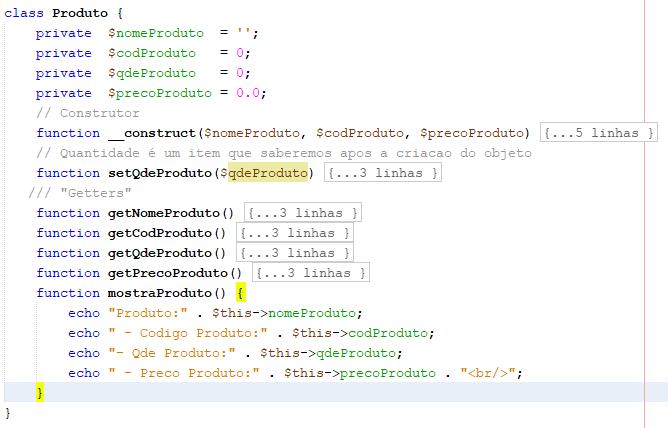 class Produto {
    private  $nomeProduto  = '';
    private  $codProduto   = 0;
    private  $qdeProduto   = 0;
    private  $precoProduto = 0.0;
    // Construtor
    function __construct($nomeProduto, $codProduto, $precoProduto) {...5 linhas }
    // Quantidade é um item que saberemos apos a criacao do objeto
    function setQdeProduto($qdeProduto) {...3 linhas }
   /// "Getters"
    function getNomeProduto() {...3 linhas }
    function getCodProduto() {...3 linhas }
    function getQdeProduto() {...3 linhas }
    function getPrecoProduto() {...3 linhas }
    function mostraProduto() {
        echo "Produto:" . $this->nomeProduto;
        echo " - Codigo Produto:" . $this->codProduto;
        echo "- Qde Produto:" . $this->qdeProduto;
        echo " - Preco Produto:" . $this->precoProduto . "<br/>";
    }
}